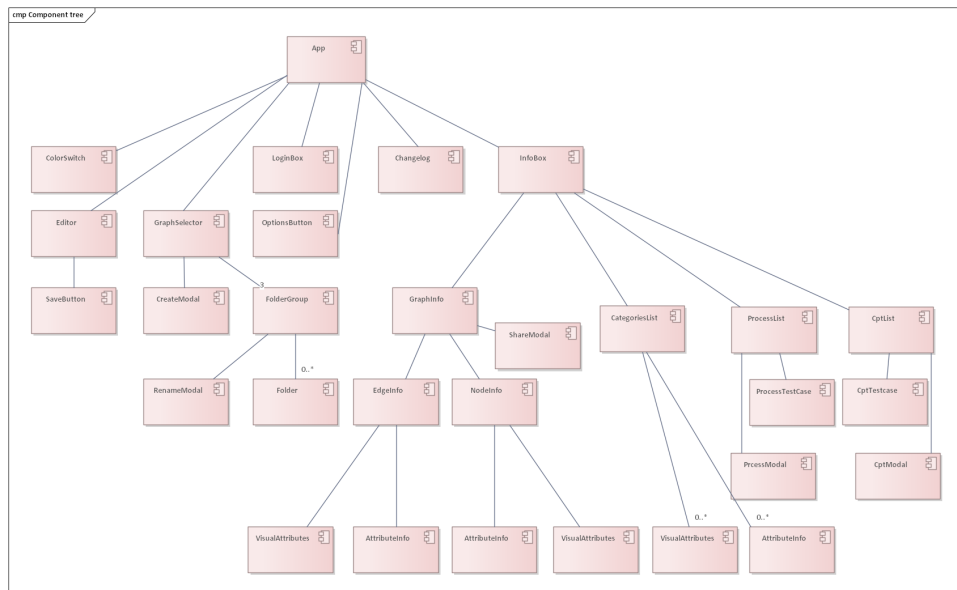 cmp Component tree
App
ColorSwitch
LoginBox
Changelog
InfoBox
Editor
GraphSelector
OptionsButton
SaveButton
CreateModal
3
FolderGroup
GraphInfo
CategoriesList
ProcessList
CptList
ShareModal
RenameModal
0..*
Folder
EdgeInfo
NodeInfo
ProcessTestCase
CptTestcase
PrcessModal
CptModal
0..*
0..*
VisualAttributes
AttributeInfo
AttributeInfo
VisualAttributes
VisualAttributes
AttributeInfo